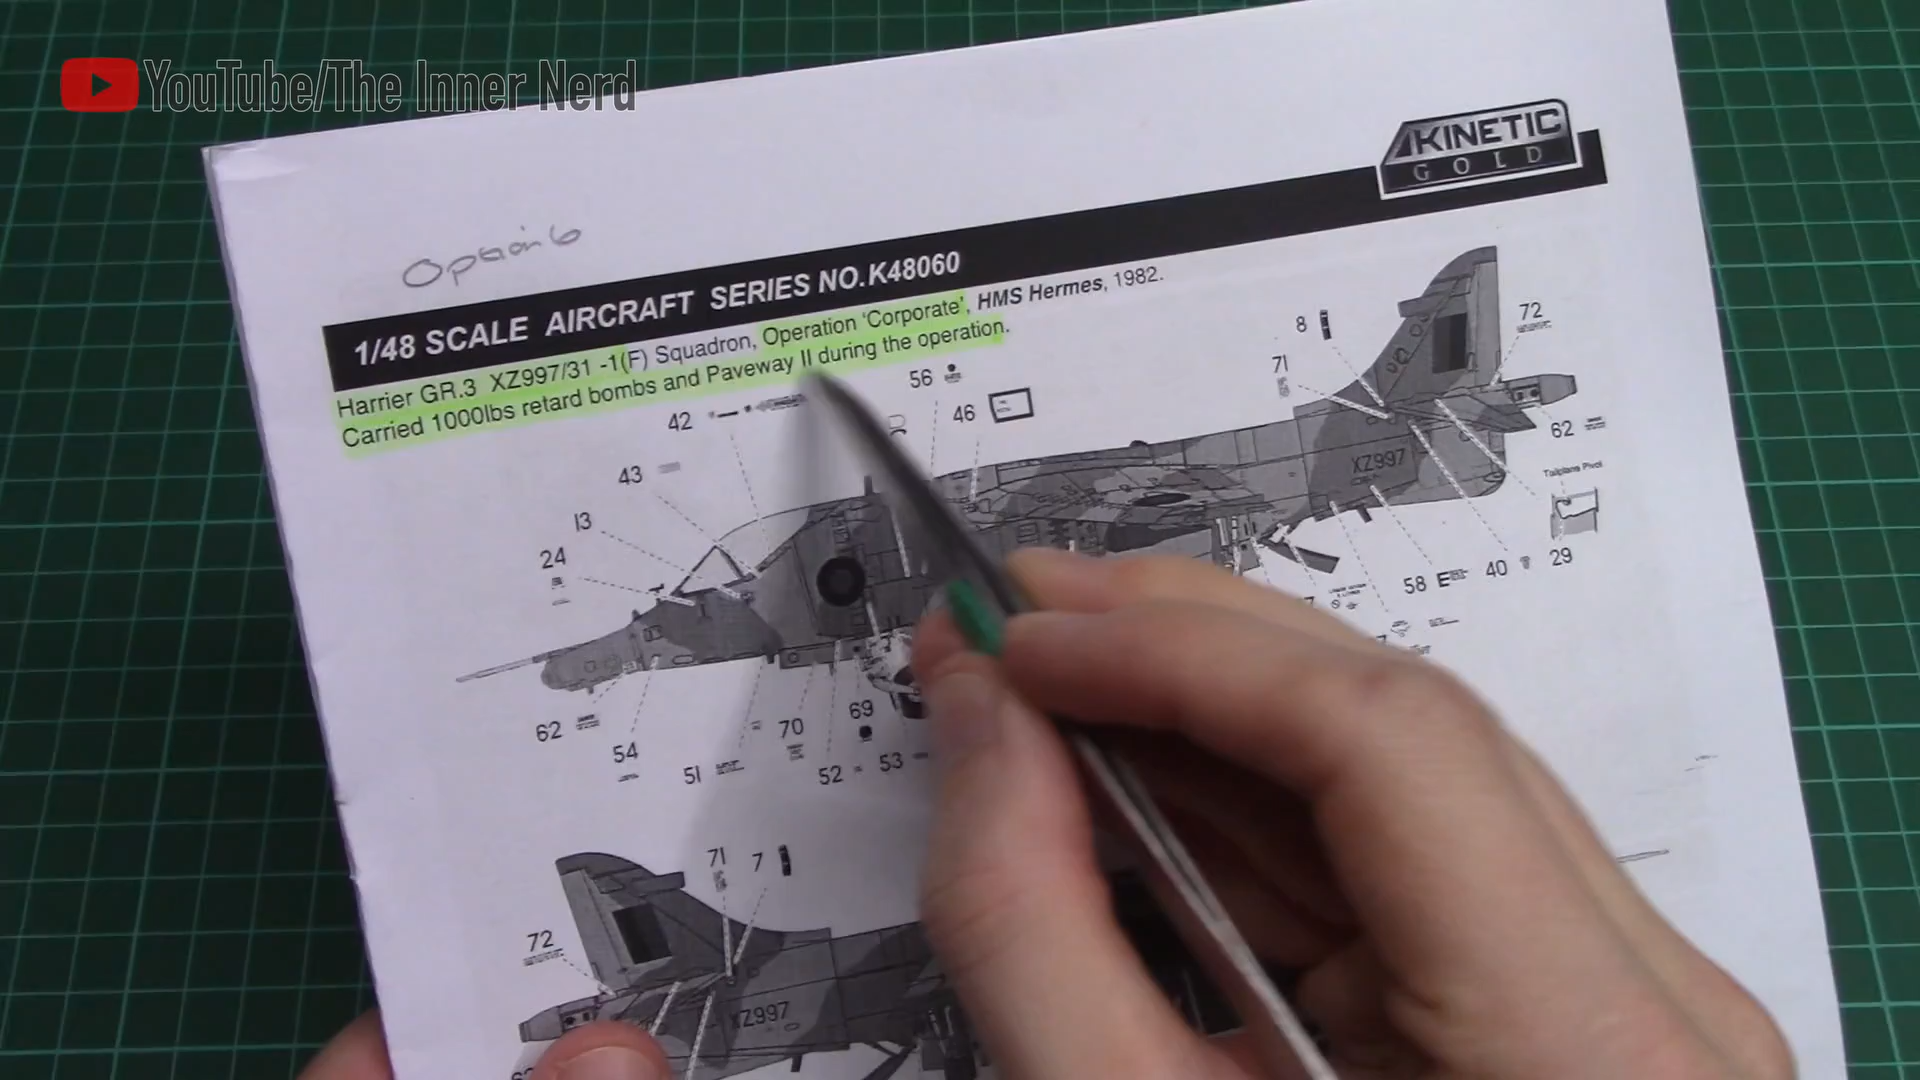 YouTube/The Inner Nerd
KINETIC
GOLD
Option 6
1/48 SCALE AIRCRAFT SERIES NO.K48060
Harrier GR.3 XZ997/31 -1(F) Squadron, Operation 'Corporate', HMS Hermes, 1982.
Carried 1000lbs retard bombs and Paveway II during the operation.
8
72
71
56
46
42
43
13
24
XZ997
62
Tailplane Pivot
58
40
29
62
54
51
70
69
52
53
71
7
72
XZ997